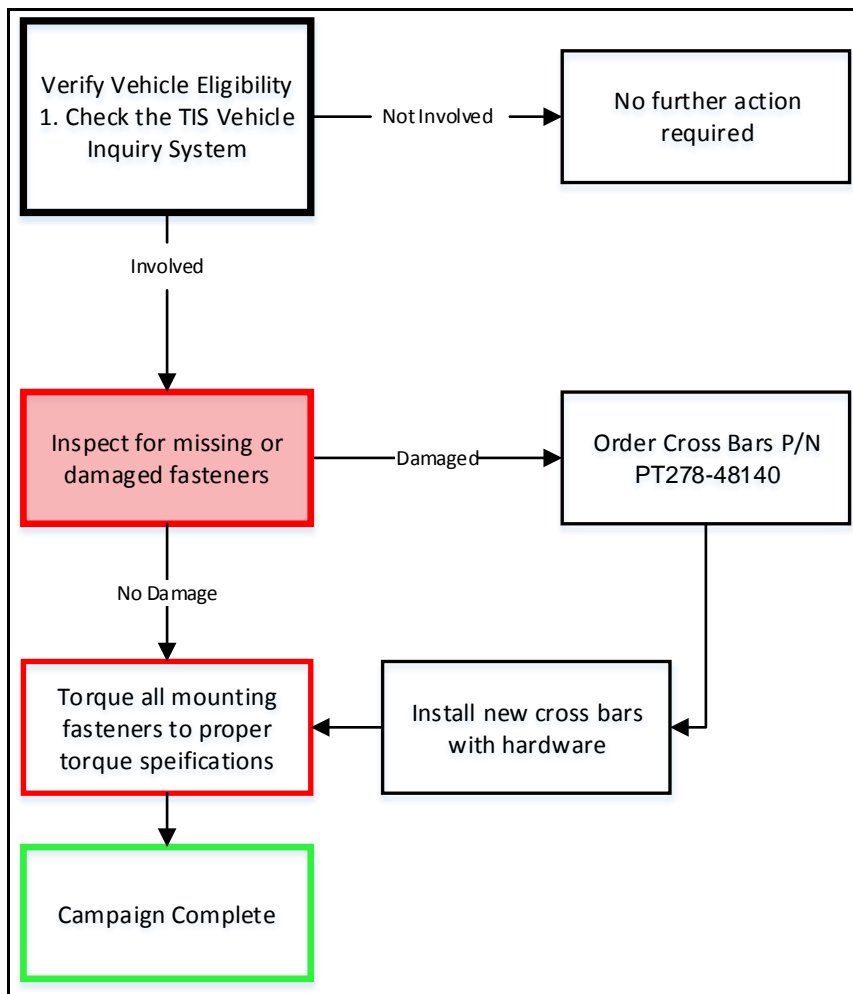 Verify Vehicle Eligibility
1. Check the TIS Vehicle
Inquiry System
Not Involved
No further action
required
Involved
Inspect for missing or
damaged fasteners
Damaged
Order Cross Bars P/N
PT278-48140
No Damage
Torque all mounting
fasteners to proper
torque speifications
Install new cross bars
with hardware
Campaign Complete